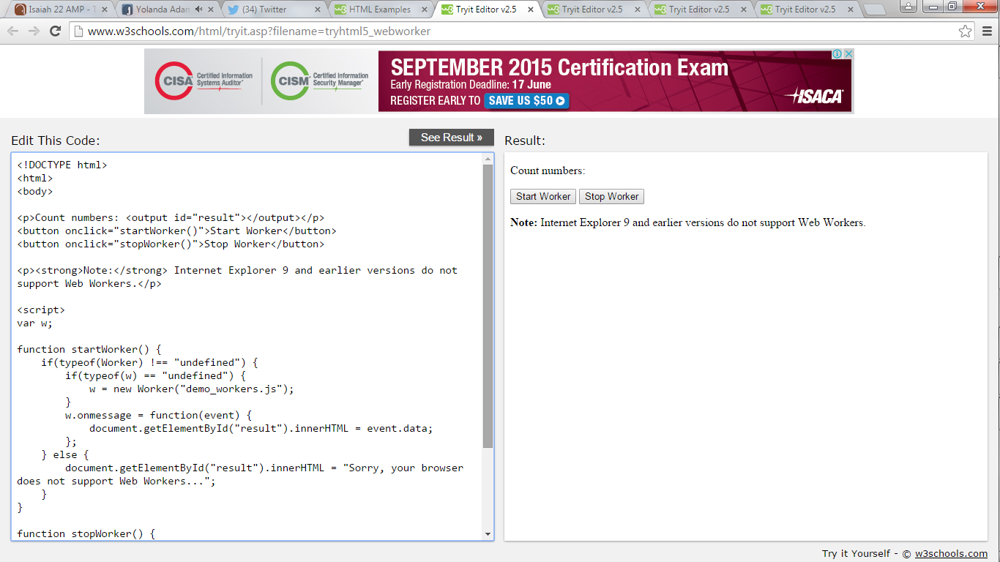 Isaiah 22 AMP - T
Yolanda Adam
(34) Twitter
HTML Examples
Tryit Editor v2.5
Tryit Editor v2.5
Tryit Editor v2.5
Tryit Editor v2.5
www.w3schools.com/html/tryit.asp?filename=tryhtml5_webworker
CISA Certified Information Systems Auditor
CISM Certified Information Security Manager
SEPTEMBER 2015 Certification Exam
Early Registration Deadline: 17 June
REGISTER EARLY TO SAVE US $50
ISACA
Edit This Code:
See Result »
<!DOCTYPE html>
<html>
<body>
<p>Count numbers: <output id="result"></output></p>
<button onclick="startWorker()">Start Worker</button>
<button onclick="stopWorker()">Stop Worker</button>
<p><strong>Note:</strong> Internet Explorer 9 and earlier versions do not
support Web Workers.</p>
<script>
var w;
function startWorker() {
    if(typeof(Worker) !== "undefined") {
        if(typeof(w) == "undefined") {
            w = new Worker("demo_workers.js");
        }
        w.onmessage = function(event) {
            document.getElementById("result").innerHTML = event.data;
        };
    } else {
        document.getElementById("result").innerHTML = "Sorry, your browser
does not support Web Workers...";
    }
}
function stopWorker() {
Result:
Count numbers:
Start Worker Stop Worker
Note: Internet Explorer 9 and earlier versions do not support Web Workers.
Try it Yourself - © w3schools.com